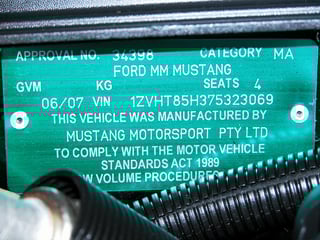 APPROVAL NO. 34398 CATEGORY MA
FORD MM MUSTANG
GVM KG SEATS 4
06/07 VIN 1ZVHT85H375323069
THIS VEHICLE WAS MANUFACTURED BY
MUSTANG MOTORSPORT PTY LTD
TO COMPLY WITH THE MOTOR VEHICLE
STANDARDS ACT 1989
VOLUME PROCEDURES